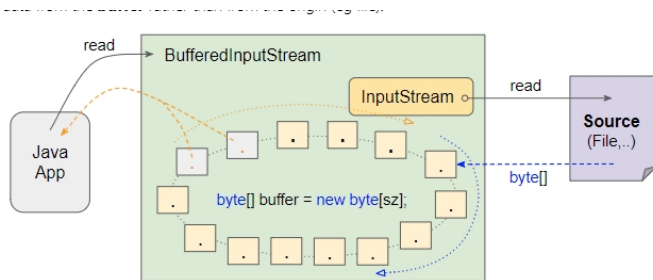 read
BufferedInputStream
InputStream
read
Source
(File,..)
Java
App
byte[] buffer = new byte[sz];
byte[]